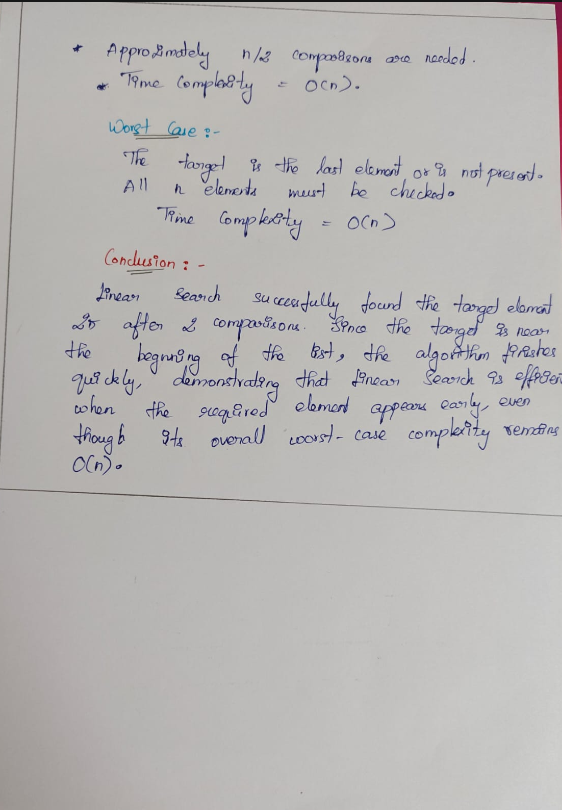 * Approximately n/2 comparisons are needed.
* Time Complexity = O(n).
Worst Case :-
The target is the last element, or is not present.
All n elements must be checked.
Time Complexity = O(n)
Conclusion : -
Linear Search successfully found the target element
25 after 2 comparisons. Since the target is near
the beginning of the list, the algorithm finishes
quickly, demonstrating that linear search is efficien
when the required element appears early, even
though its overall worst-case complexity remains
O(n).